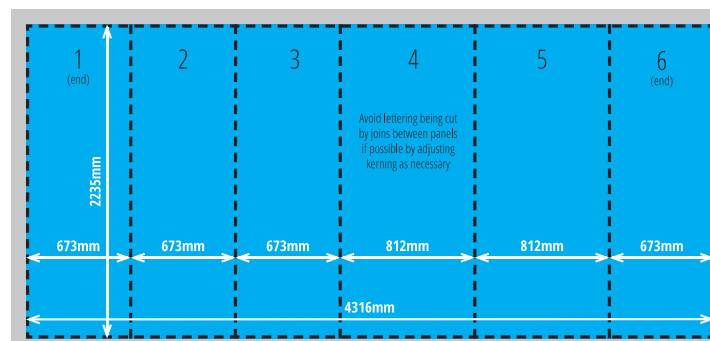 1
(end)
2
3
4
5
6
(end)
Avoid lettering being cut
by joins between panels
if possible by adjusting
kerning as necessary
2235mm
673mm
673mm
673mm
812mm
812mm
673mm
4316mm